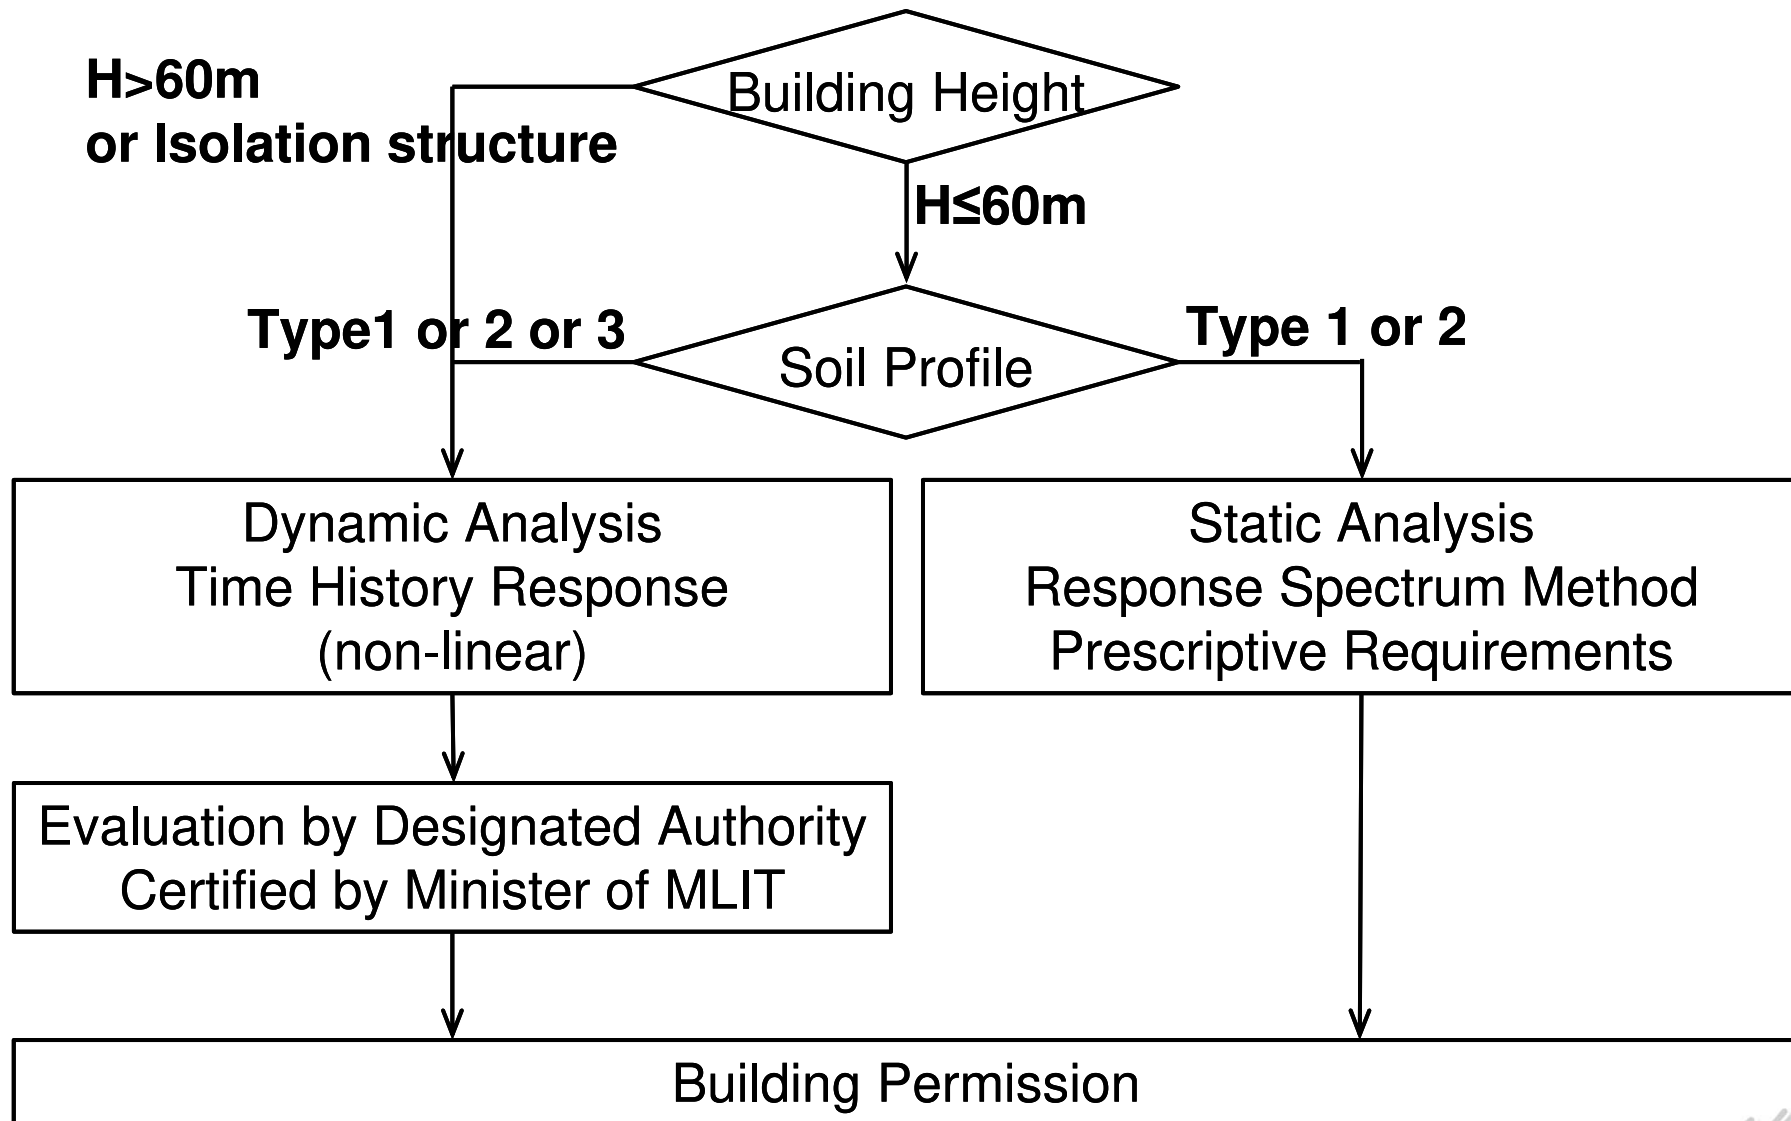 Building Height
H>60m
or Isolation structure
H≤60m
Type1 or 2 or 3
Soil Profile
Type 1 or 2
Dynamic Analysis
Time History Response
(non-linear)
Static Analysis
Response Spectrum Method
Prescriptive Requirements
Evaluation by Designated Authority
Certified by Minister of MLIT
Building Permission